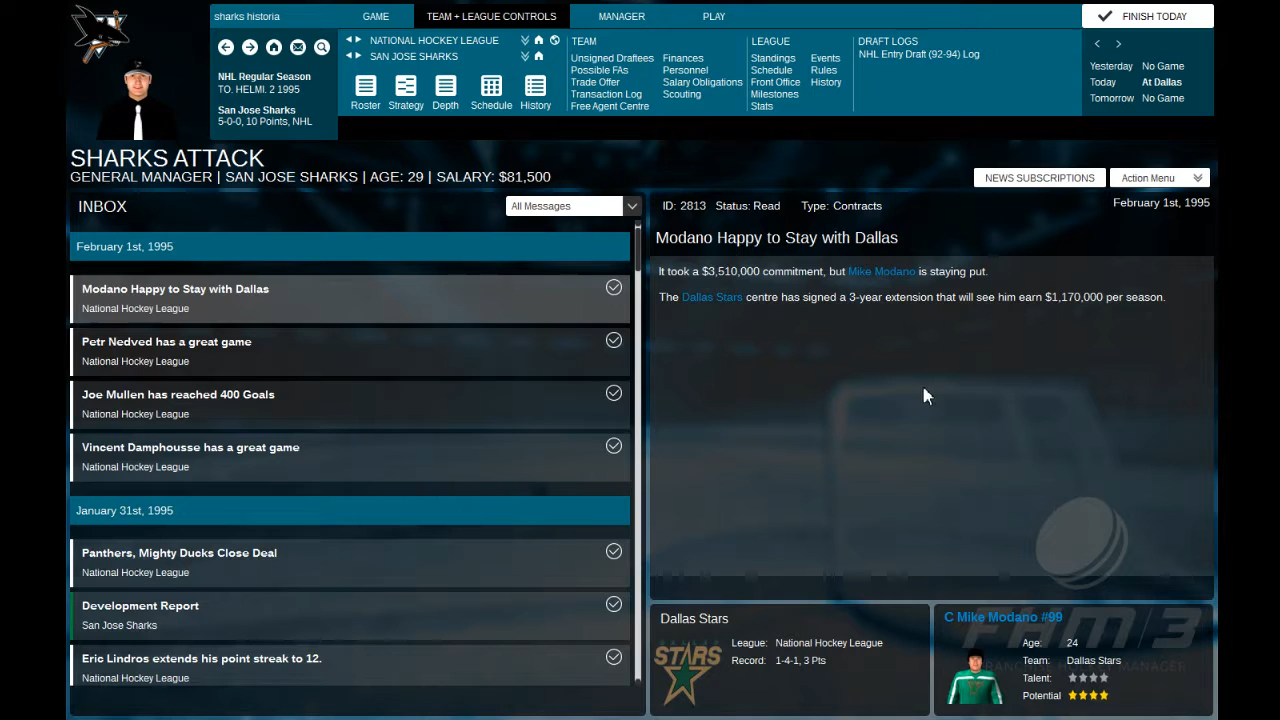 sharks historia
GAME
TEAM + LEAGUE CONTROLS
MANAGER
PLAY
FINISH TODAY
NATIONAL HOCKEY LEAGUE
SAN JOSE SHARKS
NHL Regular Season
TO. HELMI. 2 1995
San Jose Sharks
5-0-0, 10 Points, NHL
Roster
Strategy
Depth
Schedule
History
TEAM
Unsigned Draftees
Possible FAs
Trade Offer
Transaction Log
Free Agent Centre
Finances
Personnel
Salary Obligations
Scouting
LEAGUE
Standings
Schedule
Front Office
Milestones
Stats
Events
Rules
History
DRAFT LOGS
NHL Entry Draft (92-94) Log
Yesterday No Game
Today At Dallas
Tomorrow No Game
SHARKS ATTACK
GENERAL MANAGER | SAN JOSE SHARKS | AGE: 29 | SALARY: $81,500
NEWS SUBSCRIPTIONS
Action Menu
INBOX
All Messages
February 1st, 1995
Modano Happy to Stay with Dallas
National Hockey League
Petr Nedved has a great game
National Hockey League
Joe Mullen has reached 400 Goals
National Hockey League
Vincent Damphousse has a great game
National Hockey League
January 31st, 1995
Panthers, Mighty Ducks Close Deal
National Hockey League
Development Report
San Jose Sharks
Eric Lindros extends his point streak to 12.
National Hockey League
ID: 2813 Status: Read Type: Contracts
February 1st, 1995
Modano Happy to Stay with Dallas
It took a $3,510,000 commitment, but Mike Modano is staying put.
The Dallas Stars centre has signed a 3-year extension that will see him earn $1,170,000 per season.
Dallas Stars
STARS
League: National Hockey League
Record: 1-4-1, 3 Pts
C Mike Modano #99
Age: 24
Team: Dallas Stars
Talent:
Potential
FHM/3
FRANCHISE HOCKEY MANAGER